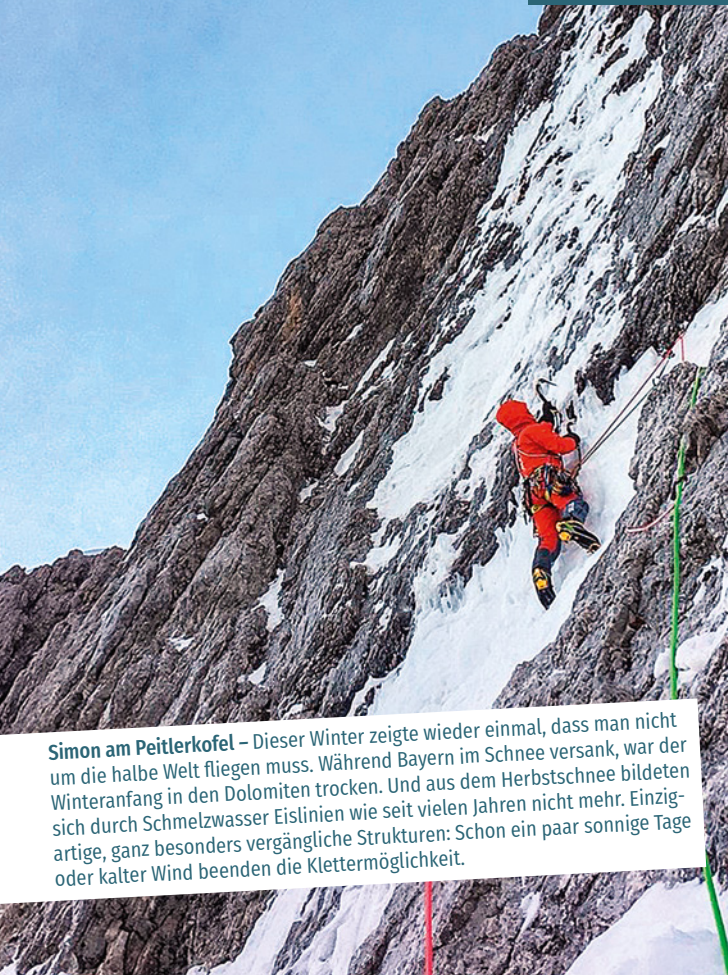 Simon am Peitlerkofel – Dieser Winter zeigte wieder einmal, dass man nicht
um die halbe Welt fliegen muss. Während Bayern im Schnee versank, war der
Winteranfang in den Dolomiten trocken. Und aus dem Herbstschnee bildeten
sich durch Schmelzwasser Eislinien wie seit vielen Jahren nicht mehr. Einzig-
artige, ganz besonders vergängliche Strukturen: Schon ein paar sonnige Tage
oder kalter Wind beenden die Klettermöglichkeit.